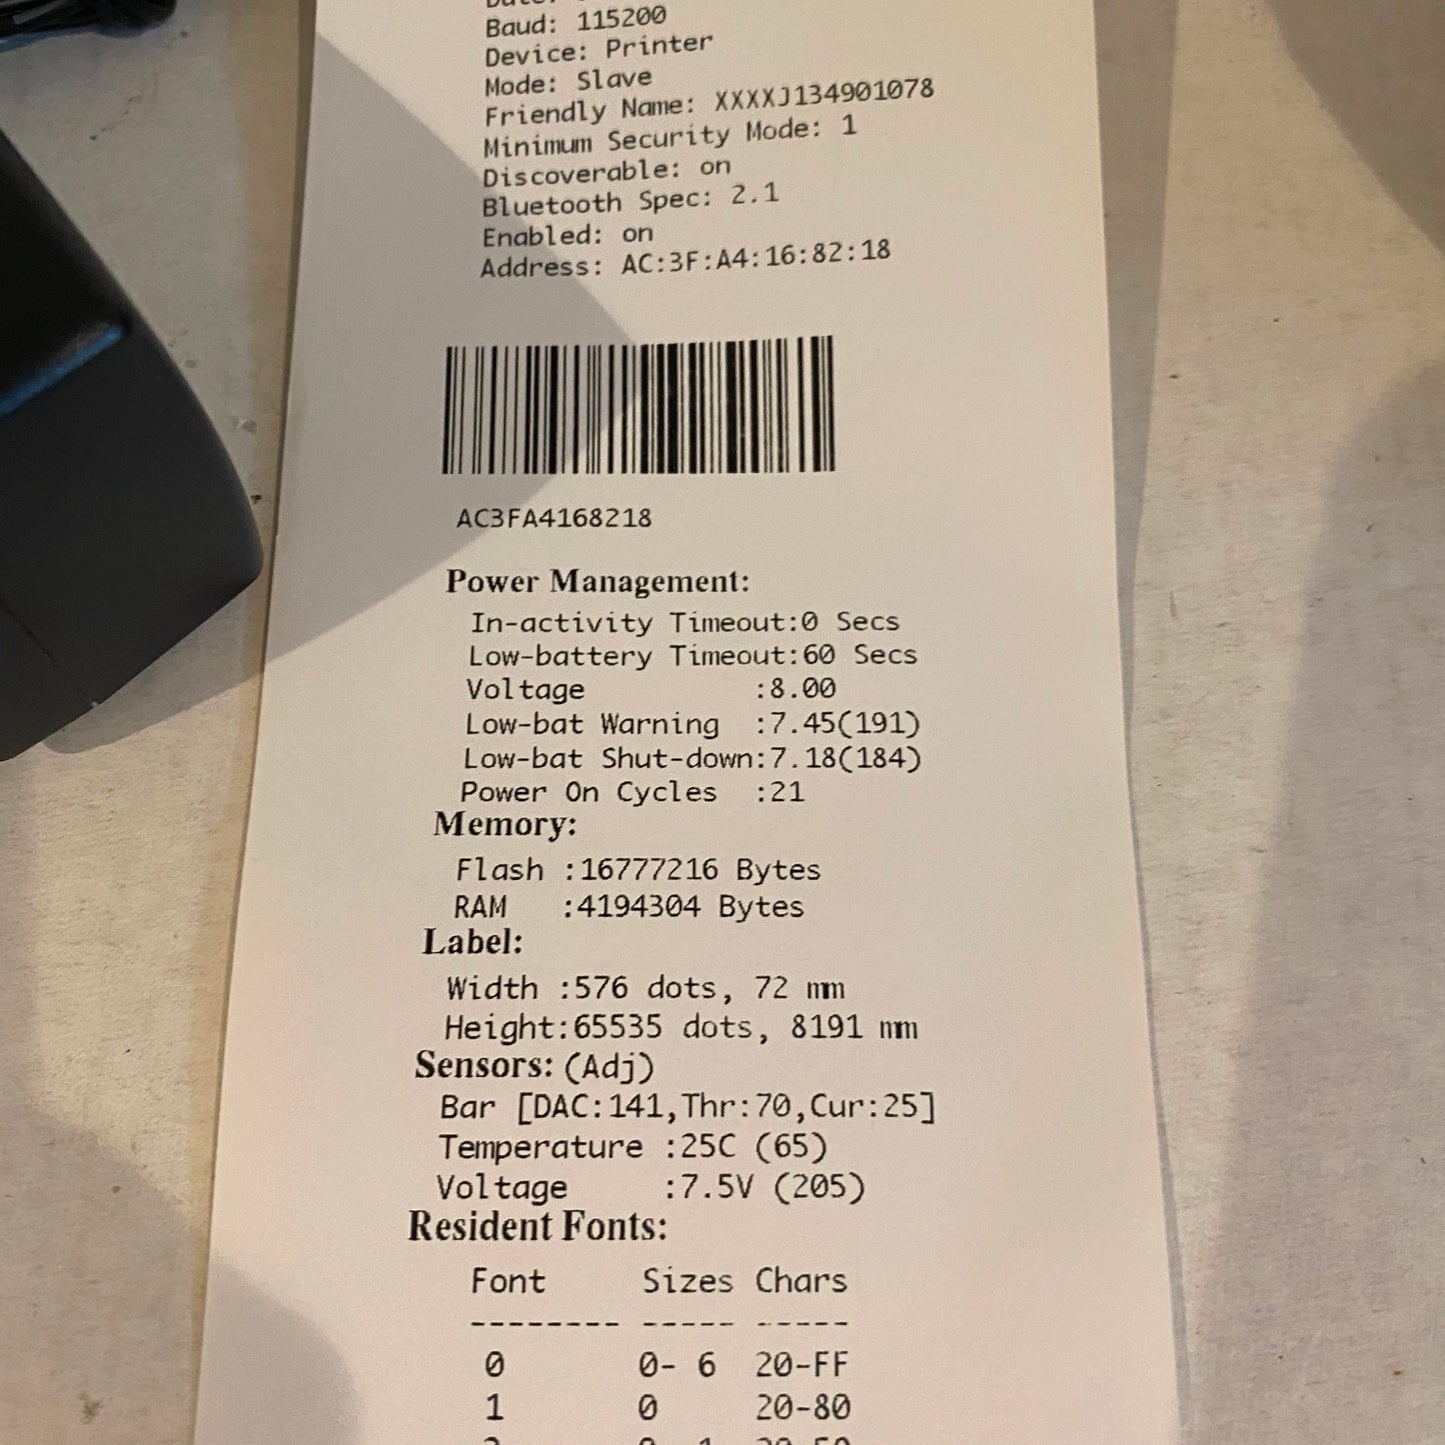 Baud: 115200
Device: Printer
Mode: Slave
Friendly Name: XXXXJ134901078
Minimum Security Mode: 1
Discoverable: on
Bluetooth Spec: 2.1
Enabled: on
Address: AC:3F:A4:16:82:18
AC3FA4168218
Power Management:
In-activity Timeout:0 Secs
Low-battery Timeout:60 Secs
Voltage :8.00
Low-bat Warning :7.45(191)
Low-bat Shut-down:7.18(184)
Power On Cycles :21
Memory:
Flash :16777216 Bytes
RAM :4194304 Bytes
Label:
Width :576 dots, 72 mm
Height:65535 dots, 8191 mm
Sensors: (Adj)
Bar [DAC:141,Thr:70,Cur:25]
Temperature :25C (65)
Voltage :7.5V (205)
Resident Fonts:
Font Sizes Chars
-------- ----- -----
0 0- 6 20-FF
1 0 20-80